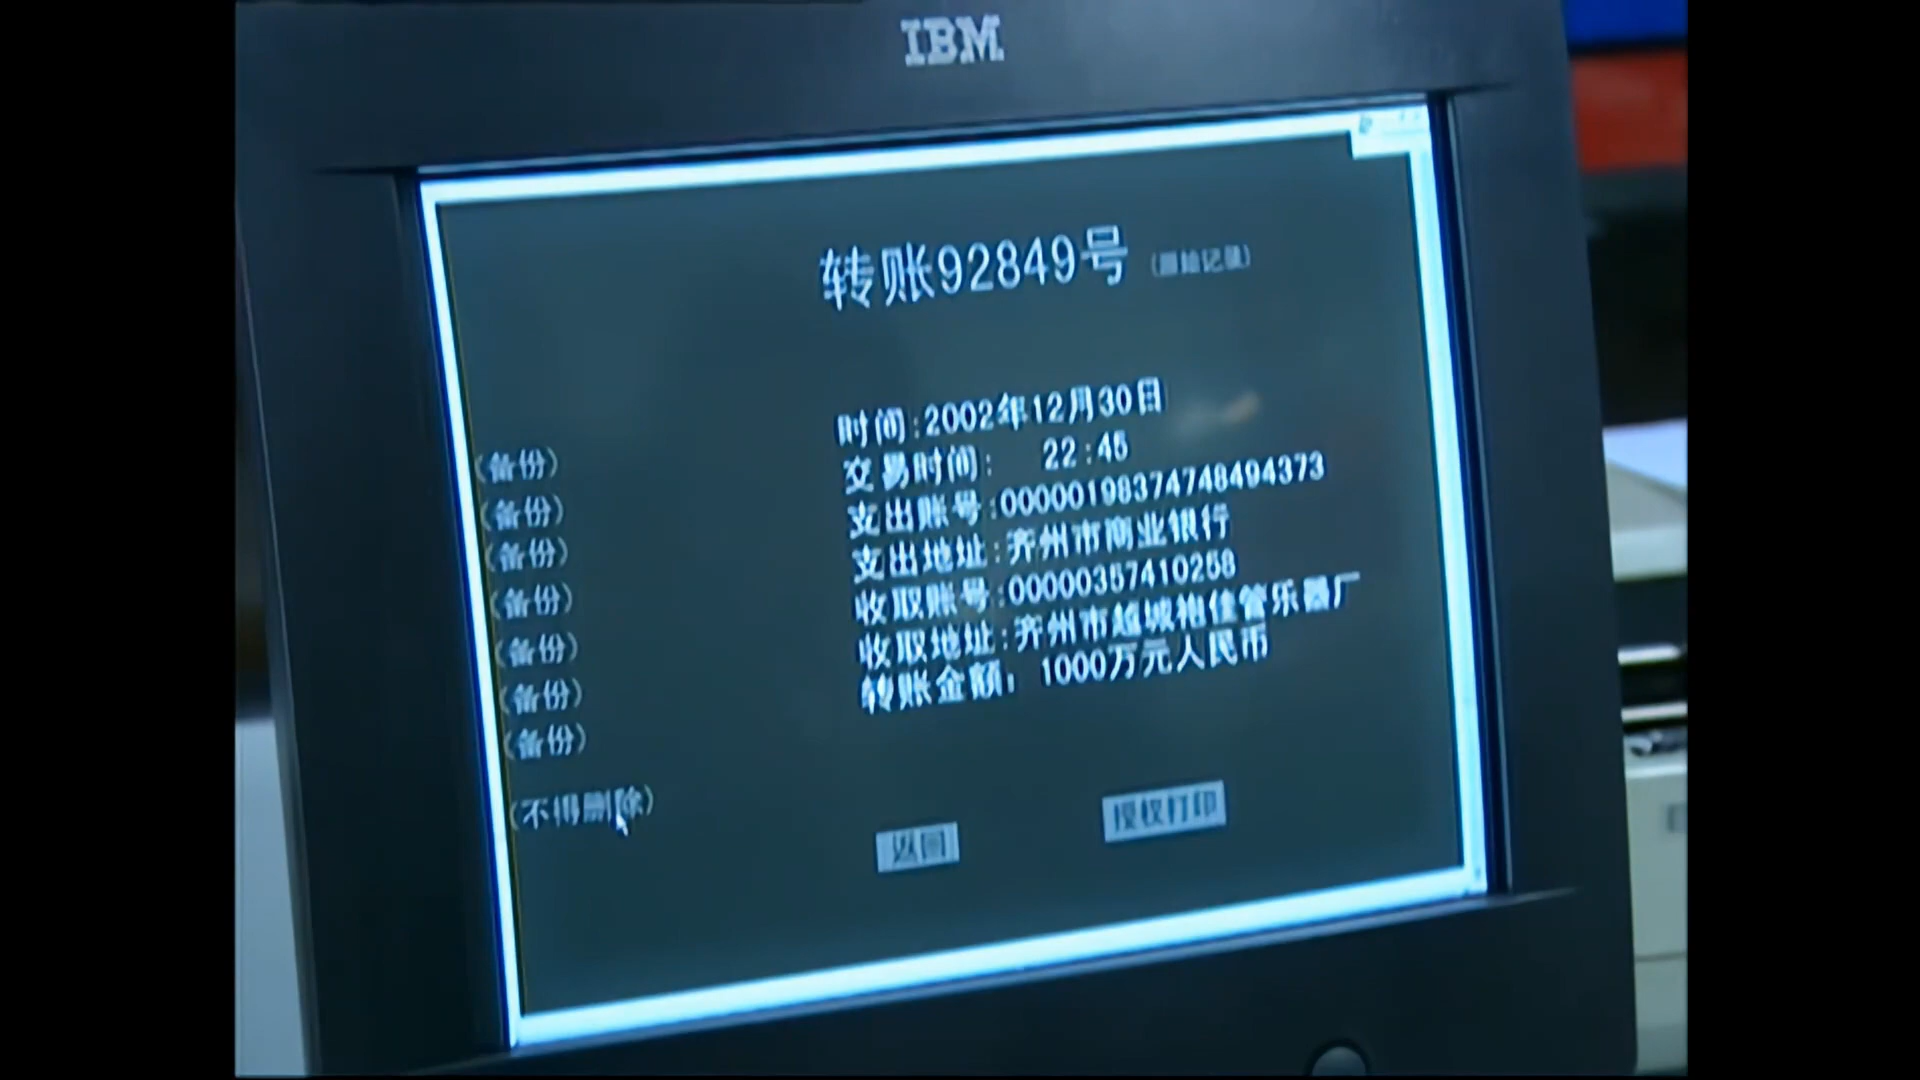 IBM
转账92849号 (原始记录)
时间:2002年12月30日
(备份) 交易时间: 22:45
(备份) 支出账号:00000198374748494373
(备份) 支出地址:齐州市商业银行
(备份) 收取账号:00000357410258
(备份) 收取地址:齐州市越城袍佳管乐器厂
(备份) 转账金额: 1000万元人民币
(备份)
(不得删除)
返回 授权打印